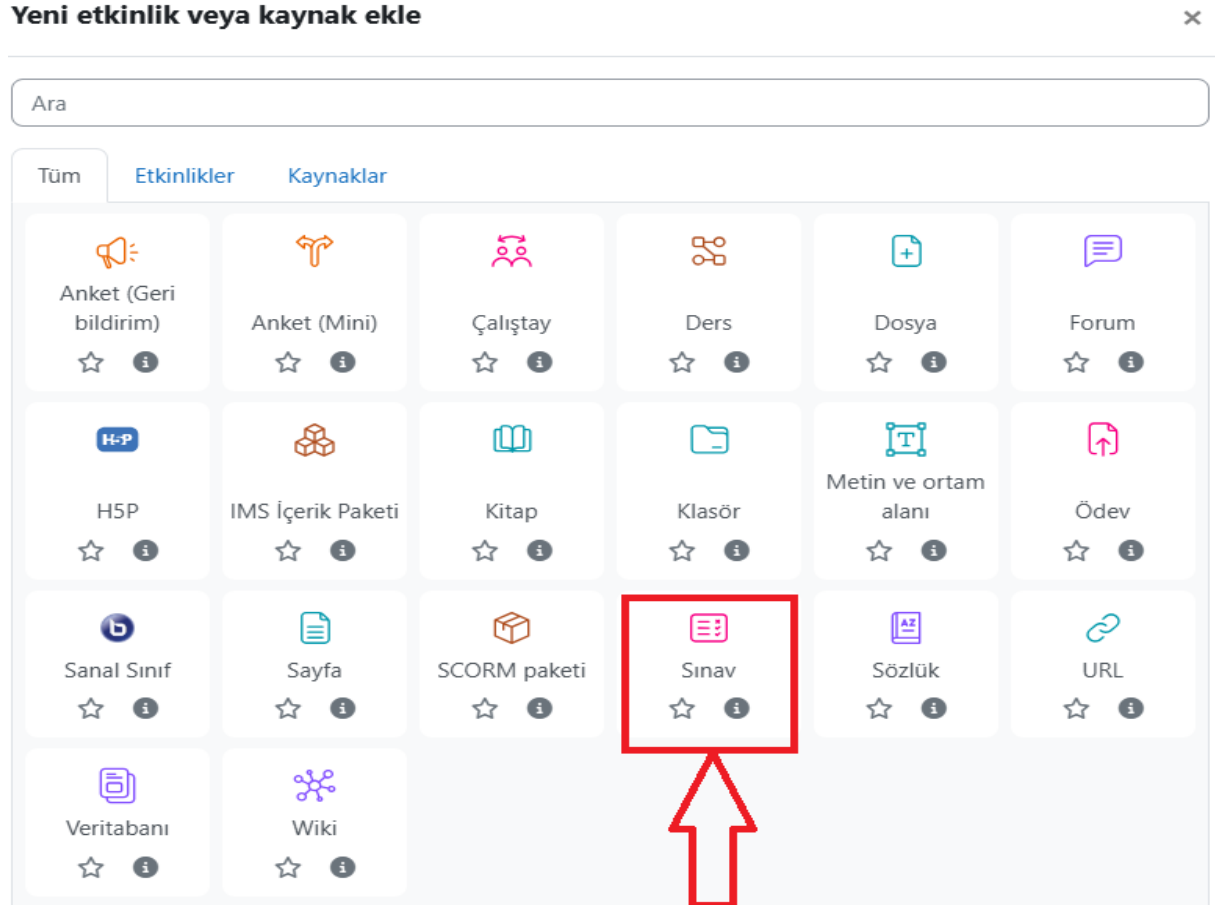 Yeni etkinlik veya kaynak ekle
Ara
Tüm
Etkinlikler
Kaynaklar
Anket (Geri
bildirim)
Anket (Mini)
Çalıştay
Ders
Dosya
Forum
H5P
H5P
IMS İçerik Paketi
Kitap
Klasör
T
Metin ve ortam
alanı
Ödev
b
Sanal Sınıf
Sayfa
SCORM paketi
Sınav
AZ
Sözlük
URL
Veritabanı
Wiki